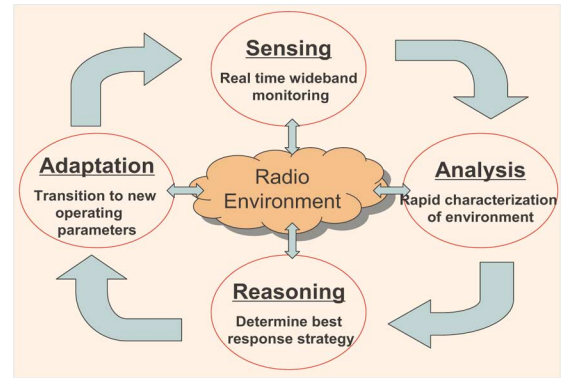 Sensing
Real time wideband
monitoring
Adaptation
Transition to new
operating
parameters
Radio
Environment
Analysis
Rapid characterization
of environment
Reasoning
Determine best
response strategy